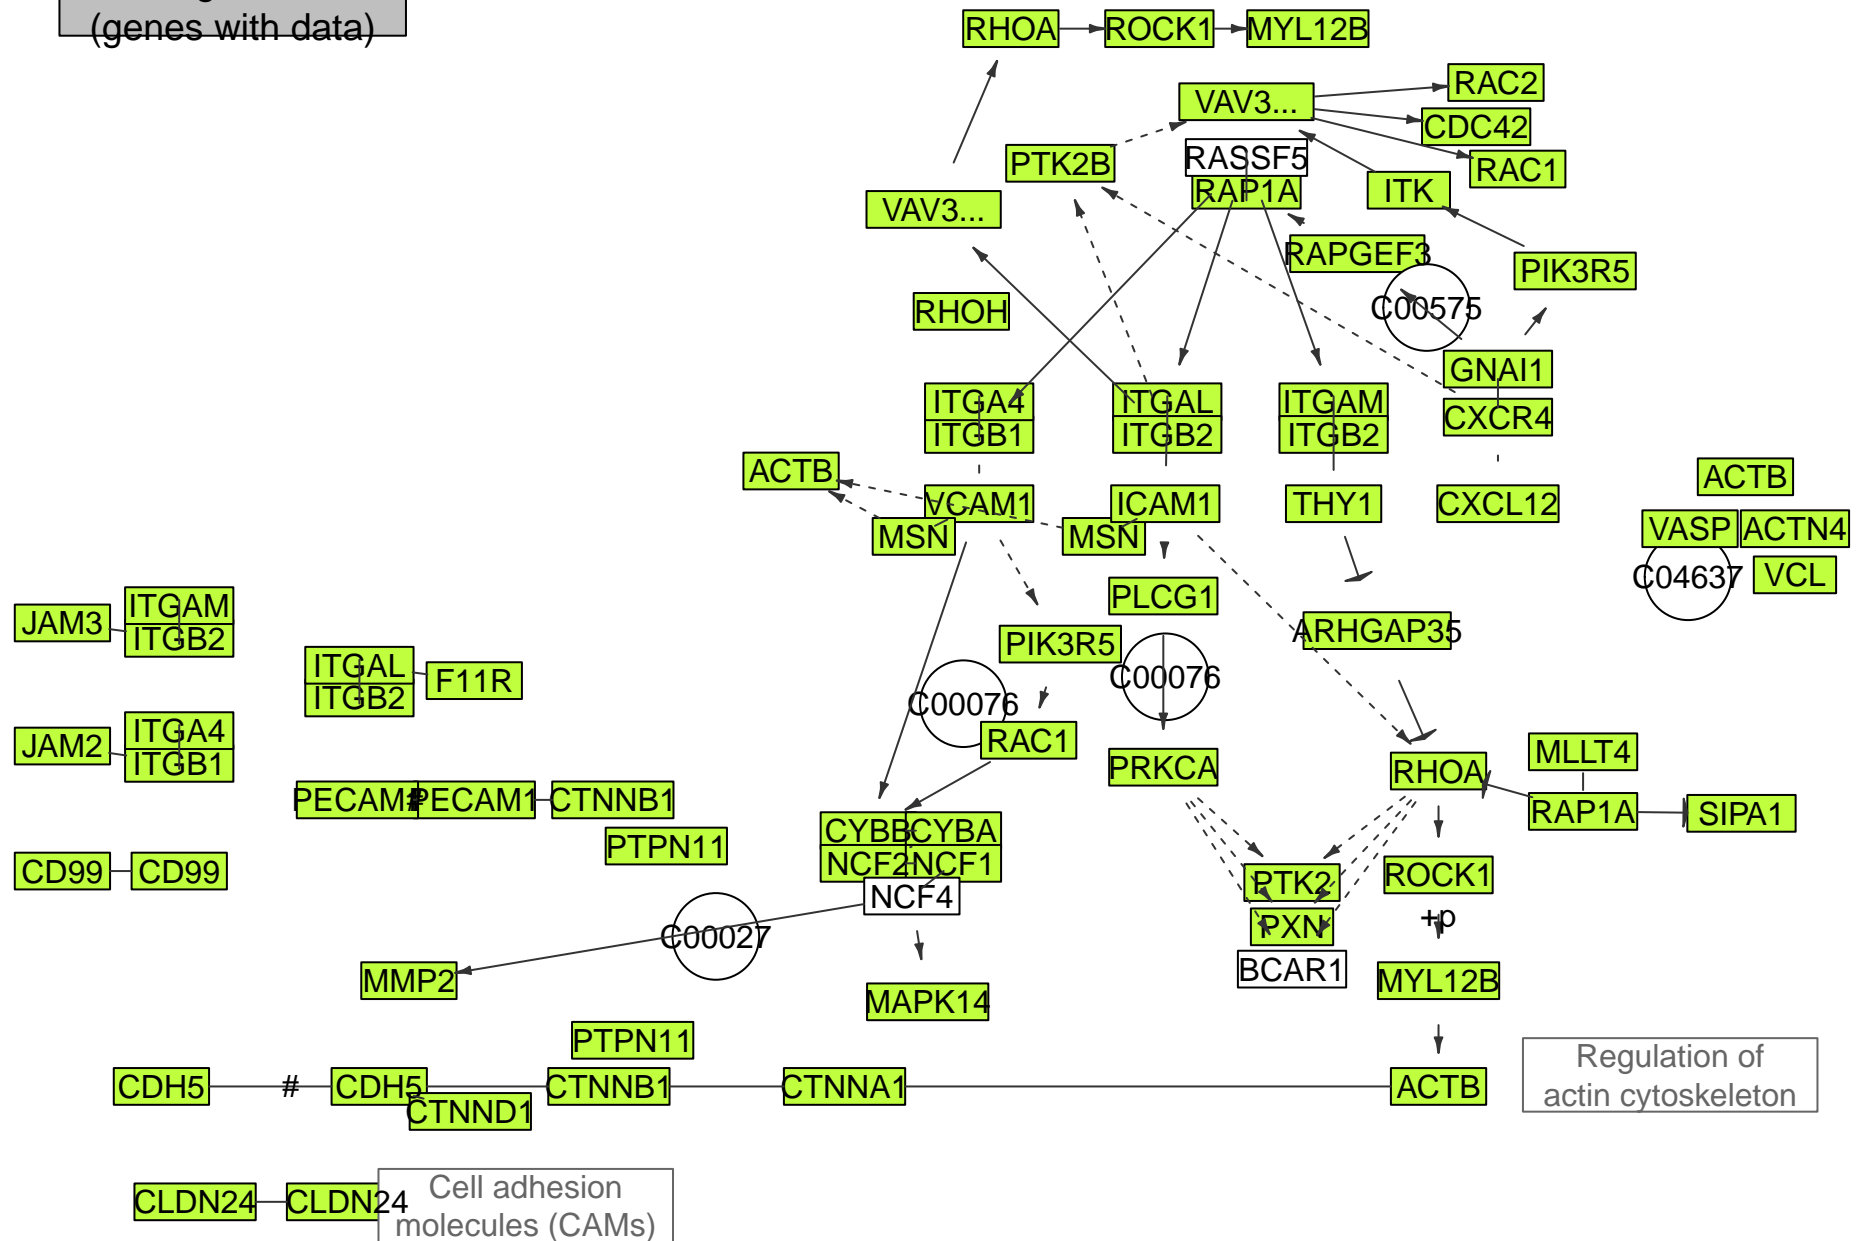 (genes with data)
RHOA
ROCK1
MYL12B
RAC2
VAV3...
CDC42
PTK2B
RASSF5
RAC1
RAP1A
ITK
VAV3...
RAPGEF3
PIK3R5
C00575
RHOH
GNAI1
ITGA4
ITGAL
ITGAM
CXCR4
ITGB1
ITGB2
ITGB2
ACTB
ACTB
VCAM1
ICAM1
THY1
CXCL12
MSN
MSN
VASP
ACTN4
C04637
VCL
PLCG1
JAM3
ITGAM
ITGB2
ARHGAP35
PIK3R5
ITGAL
ITGB2
F11R
C00076
C00076
JAM2
ITGA4
ITGB1
RAC1
PRKCA
RHOA
MLLT4
PECAM1
#
PECAM1
CTNNB1
RAP1A
SIPA1
CYBB
CYBA
PTPN11
NCF2
NCF1
CD99
CD99
NCF4
PTK2
ROCK1
+p
PXN
C00027
BCAR1
MMP2
MYL12B
MAPK14
PTPN11
Regulation of
actin cytoskeleton
CDH5
#
CDH5
CTNNB1
CTNNA1
ACTB
CTNND1
CLDN24
CLDN24
Cell adhesion
molecules (CAMs)